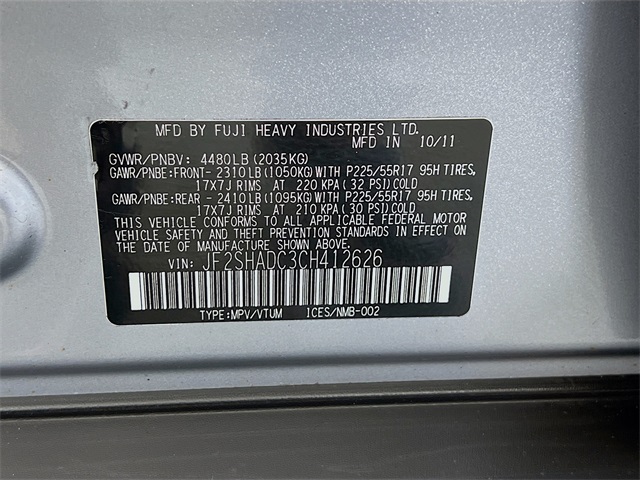 MFD BY FUJI HEAVY INDUSTRIES LTD.
MFD IN 10/11
GVWR/PNBV: 4480LB(2035KG)
GAWR/PNBE:FRONT- 2310LB(1050KG)WITH P225/55R17 95H TIRES,
17X7J RIMS AT 220 KPA(32 PSI)COLD
GAWR/PNBE:REAR - 2410LB(1095KG)WITH P225/55R17 95H TIRES,
17X7J RIMS AT 210 KPA(30 PSI)COLD
THIS VEHICLE CONFORMS TO ALL APPLICABLE FEDERAL MOTOR
VEHICLE SAFETY AND THEFT PREVENTION STANDARDS IN EFFECT ON
THE DATE OF MANUFACTURE SHOWN ABOVE.
VIN: JF2SHADC3CH412626
TYPE:MPV/VTUM ICES/NMB-002